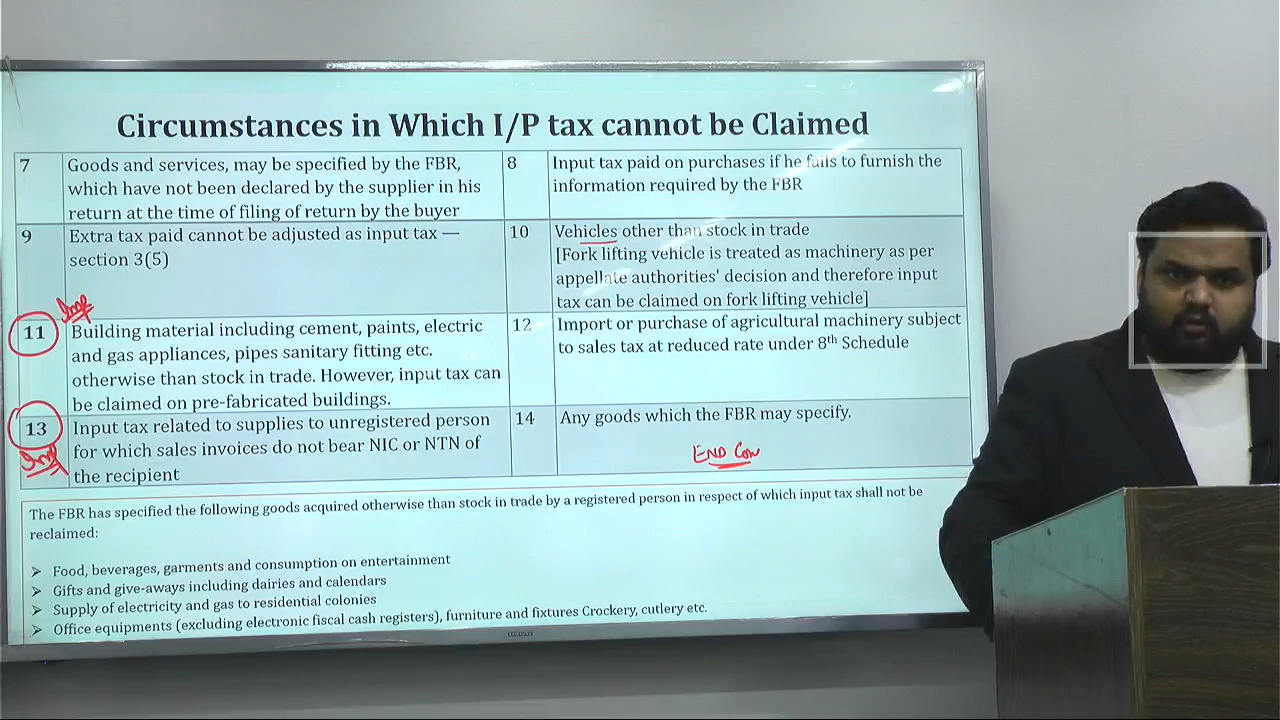 Circumstances in Which I/P tax cannot be Claimed
7
Goods and services, may be specified by the FBR,
which have not been declared by the supplier in his
return at the time of filing of return by the buyer
8
Input tax paid on purchases if he fails to furnish the
information required by the FBR
9
Extra tax paid cannot be adjusted as input tax —
section 3(5)
10
Vehicles other than stock in trade
[Fork lifting vehicle is treated as machinery as per
appellate authorities' decision and therefore input
tax can be claimed on fork lifting vehicle]
Imp
11
Building material including cement, paints, electric
and gas appliances, pipes sanitary fitting etc.
otherwise than stock in trade. However, input tax can
be claimed on pre-fabricated buildings.
12
Import or purchase of agricultural machinery subject
to sales tax at reduced rate under 8th Schedule
13
Imp
Input tax related to supplies to unregistered person
for which sales invoices do not bear NIC or NTN of
the recipient
14
Any goods which the FBR may specify.
END Con
The FBR has specified the following goods acquired otherwise than stock in trade by a registered person in respect of which input tax shall not be
reclaimed:
➢ Food, beverages, garments and consumption on entertainment
➢ Gifts and give-aways including dairies and calendars
➢ Supply of electricity and gas to residential colonies
➢ Office equipments (excluding electronic fiscal cash registers), furniture and fixtures Crockery, cutlery etc.